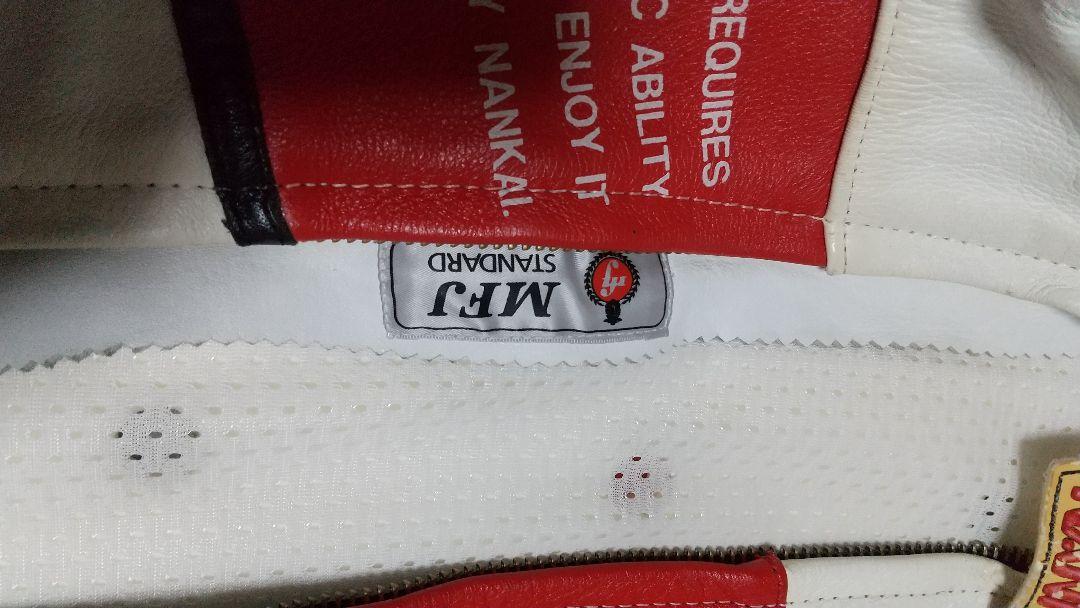 REQUIRES
C ABILITY
ENJOY IT
Y NANKAI.
MFJ
STANDARD